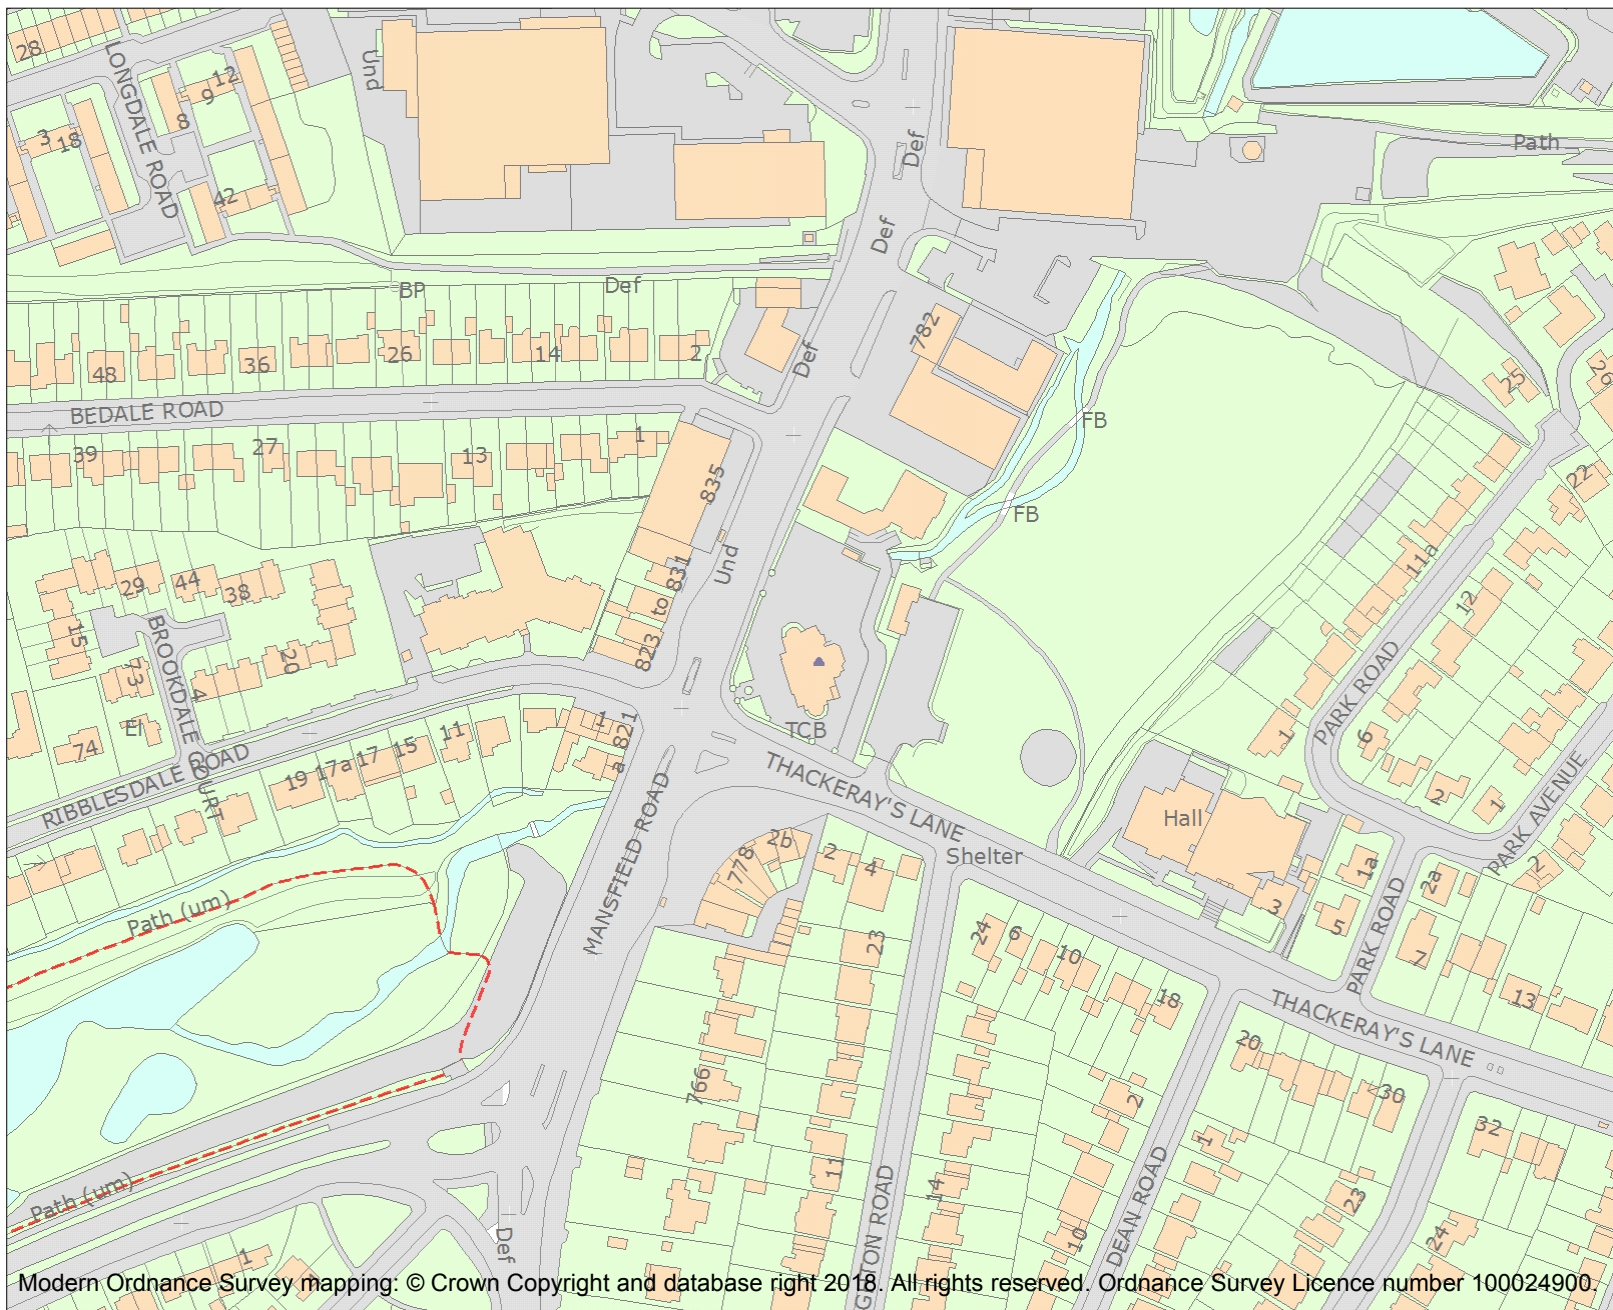 28
LONGDALE ROAD
12
9
8
3
18
42
Und
Def
Def
Path
BP
Def
782
Def
48
36
26
14
2
BEDALE ROAD
25
26
FB
FB
39
27
13
1
835
22
Und
831
to
823
11a
12
29
44
38
15
73
20
4
BROOKDALE COURT
El
74
RIBBLESDALE ROAD
19
17a
17
15
11
1
821
a
TCB
THACKERAY'S LANE
PARK ROAD
1
6
2
1
PARK AVENUE
2
Hall
Shelter
MANSFIELD ROAD
778
2b
2
4
3
5
1a
2a
7
PARK ROAD
13
Path (um)
23
24
6
10
18
THACKERAY'S LANE
20
30
32
766
2
1
11
14
DEAN ROAD
10
23
24
Path (um)
Def
1
GTON ROAD
Modern Ordnance Survey mapping: © Crown Copyright and database right 2018. All rights reserved. Ordnance Survey Licence number 100024900.